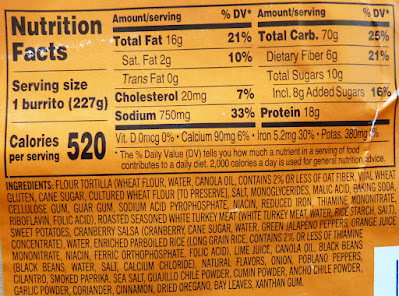 Nutrition Facts
Serving size
1 burrito (227g)
Calories per serving 520
Amount/serving % DV*
Total Fat 16g 21%
Sat. Fat 2g 10%
Trans Fat 0g
Cholesterol 20mg 7%
Sodium 750mg 33%
Amount/serving % DV*
Total Carb. 70g 25%
Dietary Fiber 6g 21%
Total Sugars 10g
Incl. 8g Added Sugars 16%
Protein 18g
Vit. D 0mcg 0% • Calcium 90mg 6% • Iron 5.2mg 30% • Potas. 380mg 8%
*The % Daily Value (DV) tells you how much a nutrient in a serving of food
contributes to a daily diet. 2,000 calories a day is used for general nutrition advice.
INGREDIENTS: FLOUR TORTILLA (WHEAT FLOUR, WATER, CANOLA OIL, CONTAINS 2% OR LESS OF OAT FIBER, VITAL WHEAT
GLUTEN, CANE SUGAR, CULTURED WHEAT FLOUR (TO PRESERVE), SALT, MONOGLYCERIDES, MALIC ACID, BAKING SODA,
CELLULOSE GUM, GUAR GUM, SODIUM ACID PYROPHOSPHATE, NIACIN, REDUCED IRON, THIAMINE MONONITRATE,
RIBOFLAVIN, FOLIC ACID), ROASTED SEASONED WHITE TURKEY MEAT (WHITE TURKEY MEAT, WATER, RICE STARCH, SALT),
SWEET POTATOES, CRANBERRY SALSA (CRANBERRY, CANE SUGAR, WATER, GREEN JALAPENO PEPPERS, ORANGE JUICE
CONCENTRATE), WATER, ENRICHED PARBOILED RICE (LONG GRAIN RICE, CONTAINS 2% OR LESS OF THIAMINE
MONONITRATE, NIACIN, FERRIC ORTHOPHOSPHATE, FOLIC ACID), LIME JUICE, CANOLA OIL, BLACK BEANS
(BLACK BEANS, WATER, SALT, CALCIUM CHLORIDE), NATURAL FLAVORS, ONION, POBLANO PEPPERS,
CILANTRO, SMOKED PAPRIKA, SEA SALT, GUAJILLO CHILE POWDER, CUMIN POWDER, ANCHO CHILE POWDER,
GARLIC POWDER, CORIANDER, CINNAMON, DRIED OREGANO, BAY LEAVES, XANTHAN GUM.